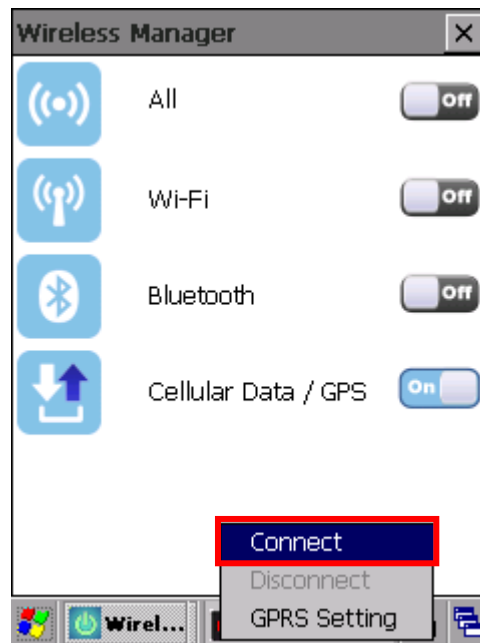 Wireless Manager
All
Off
Wi-Fi
Off
Bluetooth
Off
Cellular Data / GPS
On
Connect
Disconnect
GPRS Setting
Wirel...